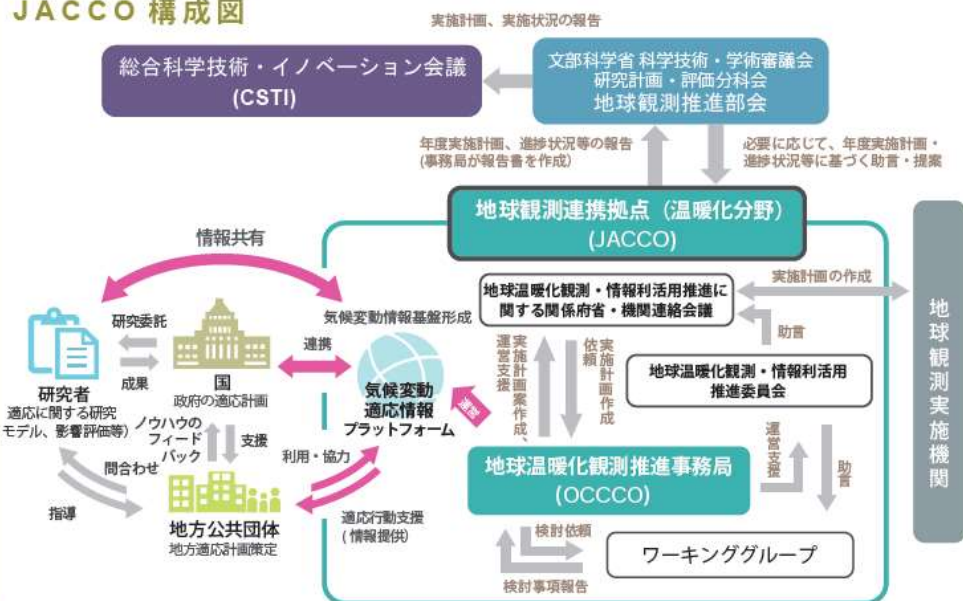 JACCO 構成図
実施計画、実施状況の報告
総合科学技術・イノベーション会議
(CSTI)
文部科学省 科学技術・学術審議会
研究計画・評価分科会
地球観測推進部会
年度実施計画、進捗状況等の報告
(事務局が報告書を作成)
必要に応じて、年度実施計画・
進捗状況等に基づく助言・提案
地球観測連携拠点（温暖化分野）
(JACCO)
情報共有
実施計画の作成
地球温暖化観測・情報利活用推進に
関する関係府省・機関連絡会議
地球観測実施機関
気候変動情報基盤形成
研究委託
連携
成果
助言
研究者
適応に関する研究
モデル、影響評価等)
国
政府の適応計画
気候変動
適応情報
プラットフォーム
運営
実施計画案作成、
運営支援
実施計画作成
依頼
地球温暖化観測・情報利活用
推進委員会
ノウハウの
フィード
バック
支援
利用・協力
問合わせ
指導
地球温暖化観測推進事務局
(OCCCO)
運営支援
助言
地方公共団体
地方適応計画策定
適応行動支援
(情報提供)
検討依頼
ワーキンググループ
検討事項報告